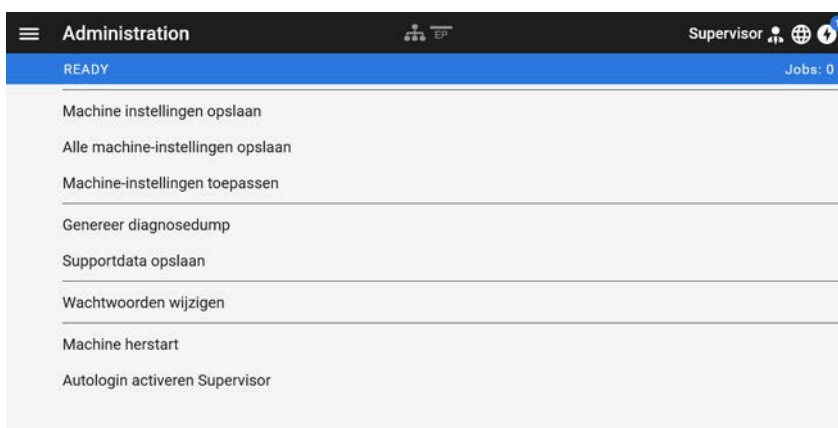 Administration
EP
Supervisor
READY
Jobs: 0
Machine instellingen opslaan
Alle machine-instellingen opslaan
Machine-instellingen toepassen
Genereer diagnosedump
Supportdata opslaan
Wachtwoorden wijzigen
Machine herstart
Autologin activeren Supervisor